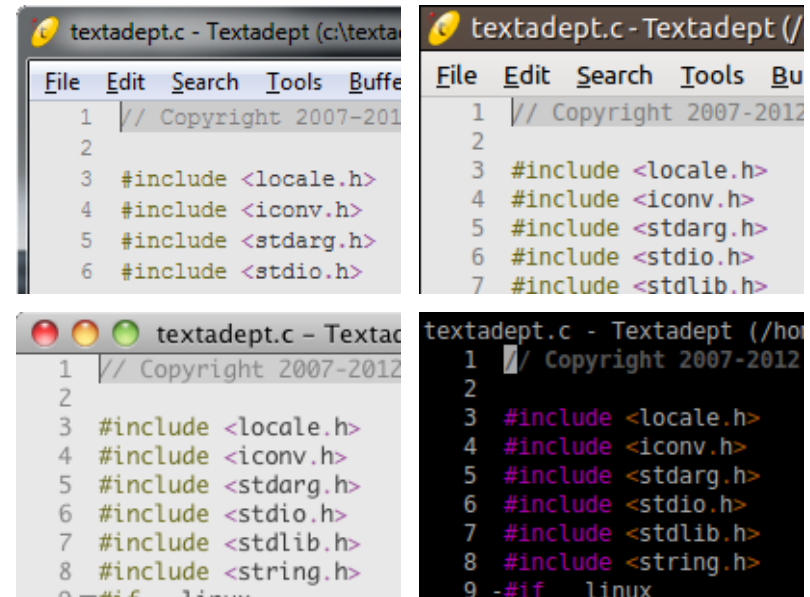 textadept.c - Textadept (c:\texta
File Edit Search Tools Buffe
1 // Copyright 2007-201
2
3 #include <locale.h>
4 #include <iconv.h>
5 #include <stdarg.h>
6 #include <stdio.h>
textadept.c - Textadept (/
File Edit Search Tools Bu
1 // Copyright 2007-2012
2
3 #include <locale.h>
4 #include <iconv.h>
5 #include <stdarg.h>
6 #include <stdio.h>
7 #include <stdlib.h>
textadept.c – Textad
1 // Copyright 2007-2012
2
3 #include <locale.h>
4 #include <iconv.h>
5 #include <stdarg.h>
6 #include <stdio.h>
7 #include <stdlib.h>
8 #include <string.h>
9 #if linux
textadept.c - Textadept (/hom
1 // Copyright 2007-2012
2
3 #include <locale.h>
4 #include <iconv.h>
5 #include <stdarg.h>
6 #include <stdio.h>
7 #include <stdlib.h>
8 #include <string.h>
9 -#if linux